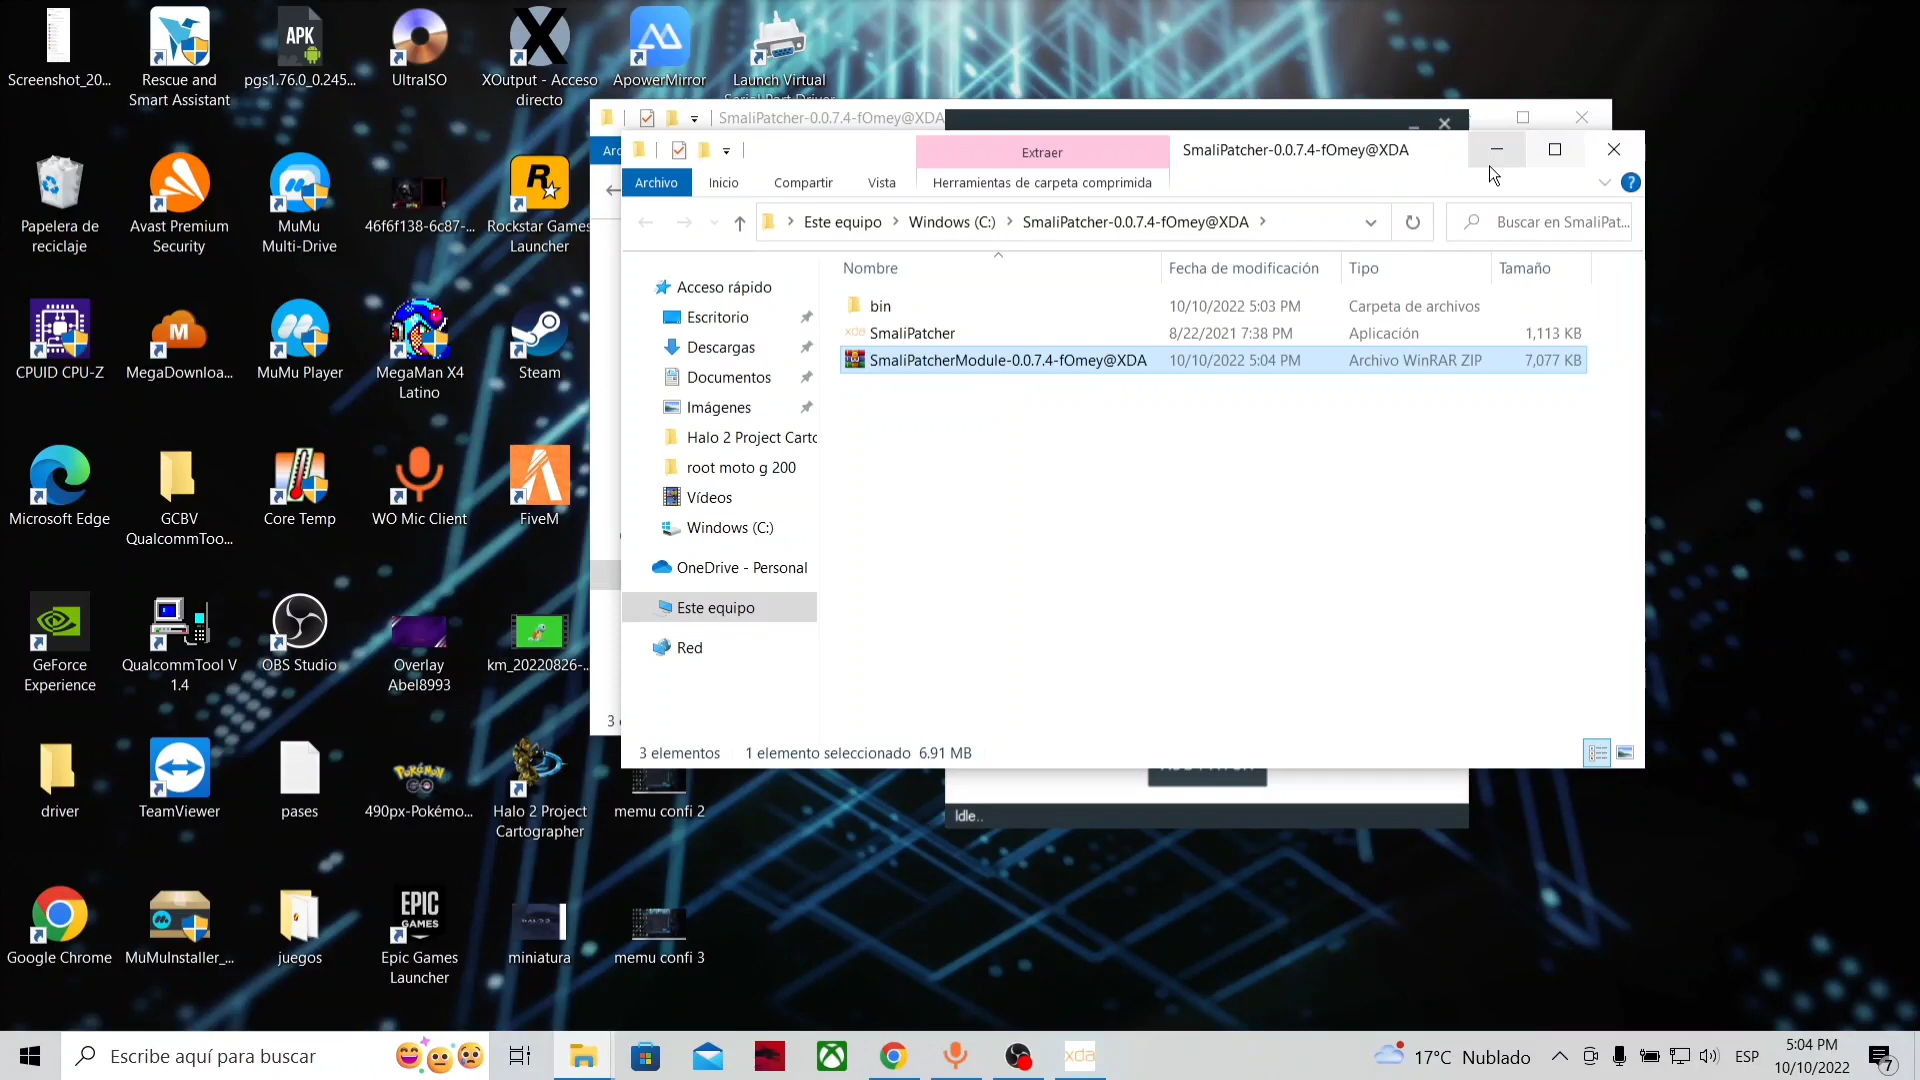 Screenshot_20...
Rescue and
Smart Assistant
APK
pgs1.76.0_0.245...
UltraISO
XOutput - Acceso
directo
ApowerMirror
Launch Virtual
Serial Port Driver
Papelera de
reciclaje
Avast Premium
Security
MuMu
Multi-Drive
46f6f138-6c87-...
Rockstar Games
Launcher
CPUID CPU-Z
MegaDownloa...
MuMu Player
MegaMan X4
Latino
Steam
Microsoft Edge
GCBV
QualcommToo...
Core Temp
WO Mic Client
FiveM
GeForce
Experience
QualcommTool V
1.4
OBS Studio
Overlay
Abel8993
km_20220826-...
driver
TeamViewer
pases
490px-Pokémo...
Halo 2 Project
Cartographer
memu confi 2
Google Chrome
MuMuInstaller_...
juegos
EPIC
GAMES
Epic Games
Launcher
miniatura
memu confi 3
SmaliPatcher-0.0.7.4-fOmey@XDA
Arc
3
Extraer
SmaliPatcher-0.0.7.4-fOmey@XDA
Archivo
Inicio
Compartir
Vista
Herramientas de carpeta comprimida
Este equipo
Windows (C:)
SmaliPatcher-0.0.7.4-fOmey@XDA
Buscar en SmaliPat...
Nombre
Fecha de modificación
Tipo
Tamaño
bin
10/10/2022 5:03 PM
Carpeta de archivos
SmaliPatcher
8/22/2021 7:38 PM
Aplicación
1,113 KB
SmaliPatcherModule-0.0.7.4-fOmey@XDA
10/10/2022 5:04 PM
Archivo WinRAR ZIP
7,077 KB
Acceso rápido
Escritorio
Descargas
Documentos
Imágenes
Halo 2 Project Carto
root moto g 200
Vídeos
Windows (C:)
OneDrive - Personal
Este equipo
Red
3 elementos
1 elemento seleccionado
6.91 MB
Idle..
Escribe aquí para buscar
xda
17°C Nublado
ESP
5:04 PM
10/10/2022
7